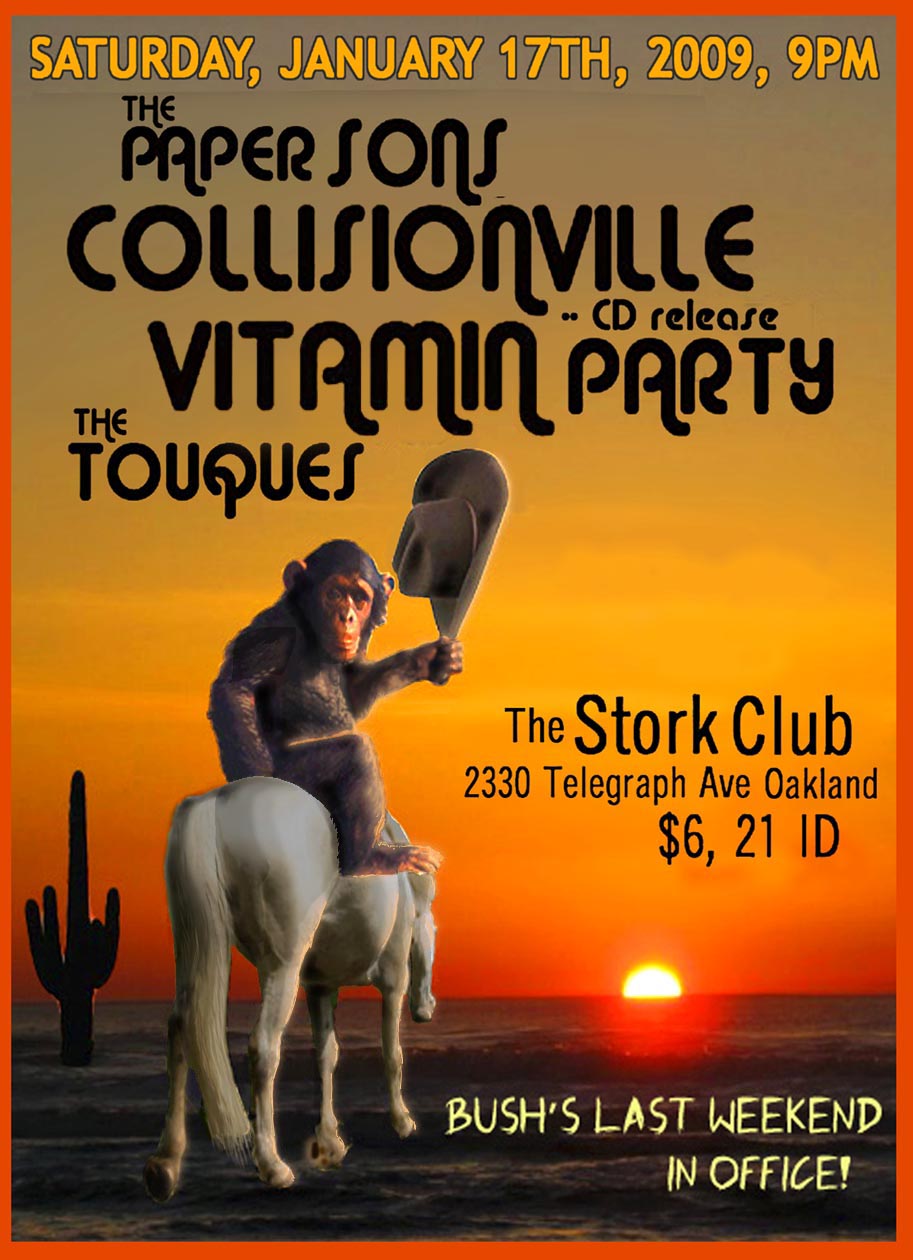 SATURDAY, JANUARY 17TH, 2009, 9PM
THE
PAPER SONS
COLLISIONVILLE
-- CD release
VITAMIN PARTY
THE
TOUQUES
The Stork Club
2330 Telegraph Ave Oakland
$6, 21 ID
BUSH'S LAST WEEKEND
IN OFFICE!